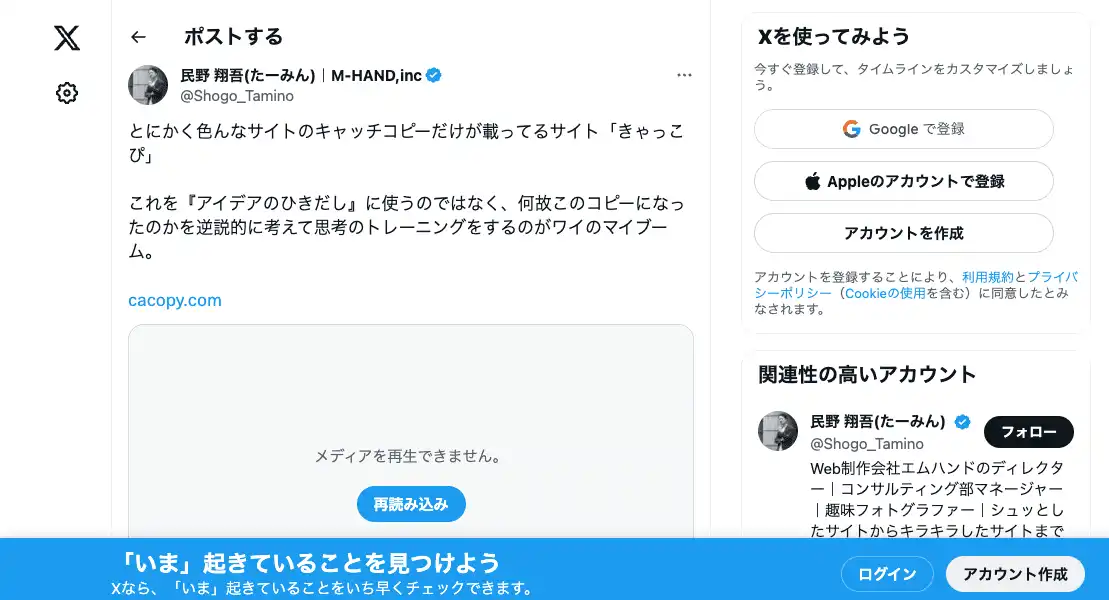 ポストする
民野 翔吾(たーみん)｜M-HAND,inc
@Shogo_Tamino
とにかく色んなサイトのキャッチコピーだけが載ってるサイト「きゃっこ
ぴ」
これを『アイデアのひきだし』に使うのではなく、何故このコピーになっ
たのかを逆説的に考えて思考のトレーニングをするのがワイのマイブー
ム。
cacopy.com
メディアを再生できません。
再読み込み
Xを使ってみよう
今すぐ登録して、タイムラインをカスタマイズしましょ
う。
Google で登録
Appleのアカウントで登録
アカウントを作成
アカウントを登録することにより、利用規約とプライバ
シーポリシー（Cookieの使用を含む）に同意したとみ
なされます。
関連性の高いアカウント
民野 翔吾(たーみん)
@Shogo_Tamino
フォロー
Web制作会社エムハンドのディレクタ
ー｜コンサルティング部マネージャー
｜趣味フォトグラファー｜シュッとし
たサイトからキラキラしたサイトまで
「いま」起きていることを見つけよう
Xなら、「いま」起きていることをいち早くチェックできます。
ログイン
アカウント作成